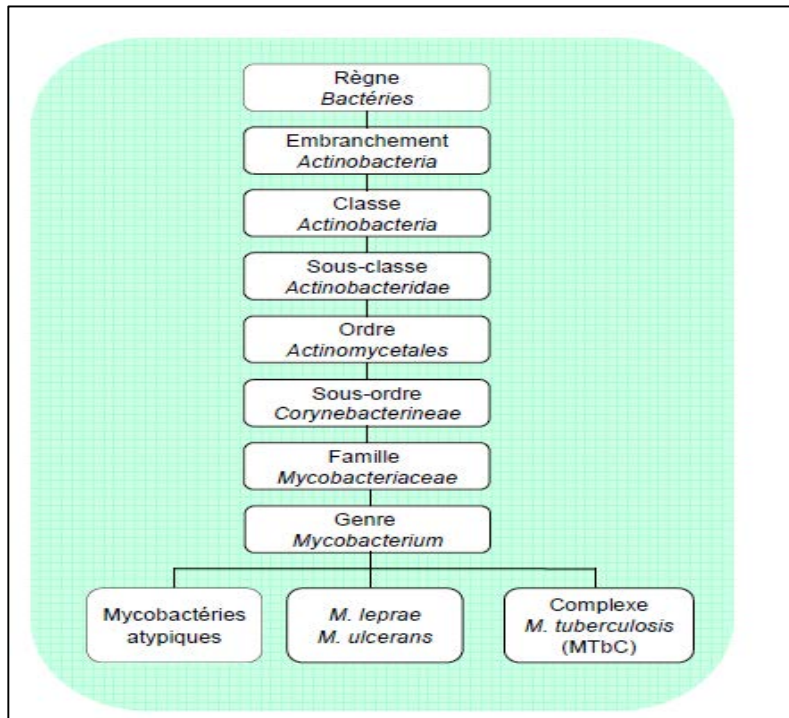 Règne
Bactéries
Embranchement
Actinobacteria
Classe
Actinobacteria
Sous-classe
Actinobacteridae
Ordre
Actinomycetales
Sous-ordre
Corynebacterineae
Famille
Mycobacteriaceae
Genre
Mycobacterium
Mycobactéries
atypiques
M. leprae
M. ulcerans
Complexe
M. tuberculosis
(MTbC)